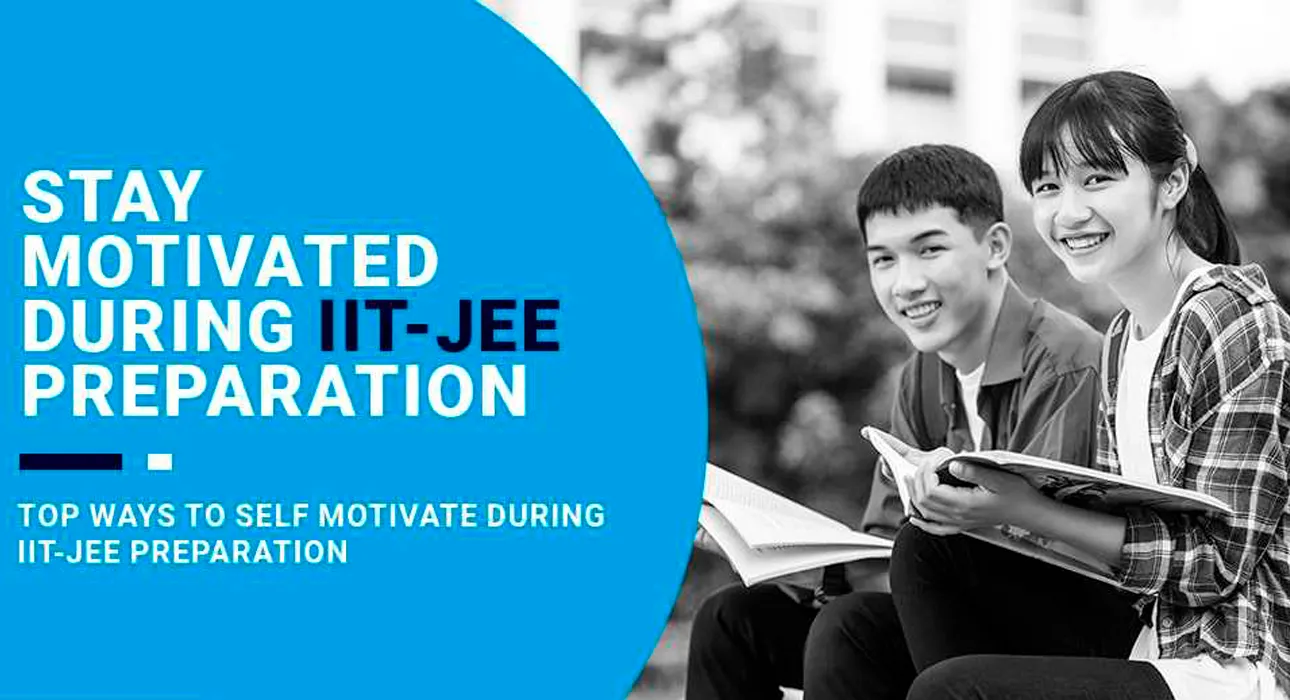 STAY
MOTIVATED
DURING IIT-JEE
PREPARATION
TOP WAYS TO SELF MOTIVATE DURING
IIT-JEE PREPARATION